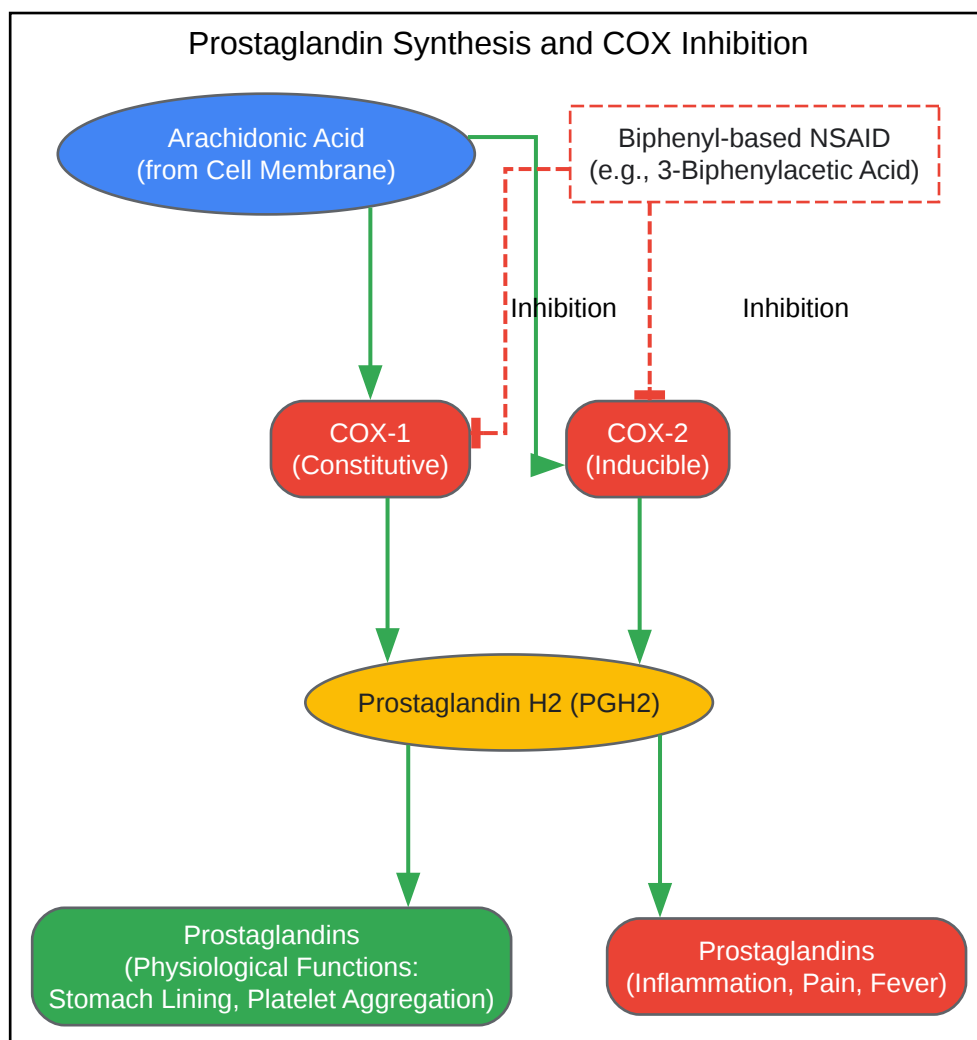 Prostaglandin Synthesis and COX Inhibition
Arachidonic Acid
(from Cell Membrane)
Biphenyl-based NSAID
(e.g., 3-Biphenylacetic Acid)
Inhibition
Inhibition
COX-1
(Constitutive)
COX-2
(Inducible)
Prostaglandin H2 (PGH2)
Prostaglandins
(Physiological Functions:
Stomach Lining, Platelet Aggregation)
Prostaglandins
(Inflammation, Pain, Fever)